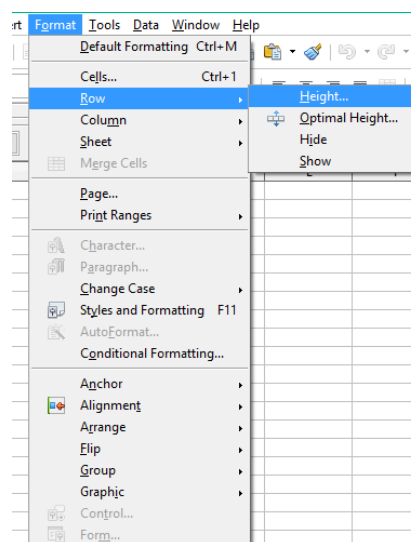 ert Format Tools Data Window Help
Default Formatting Ctrl+M
Cells... Ctrl+1
Row
Height...
Column
Optimal Height...
Sheet
Hide
Merge Cells
Show
Page...
Print Ranges
Character...
Paragraph...
Change Case
Styles and Formatting F11
AutoFormat...
Conditional Formatting...
Anchor
Alignment
Arrange
Flip
Group
Graphic
Control...
Form...